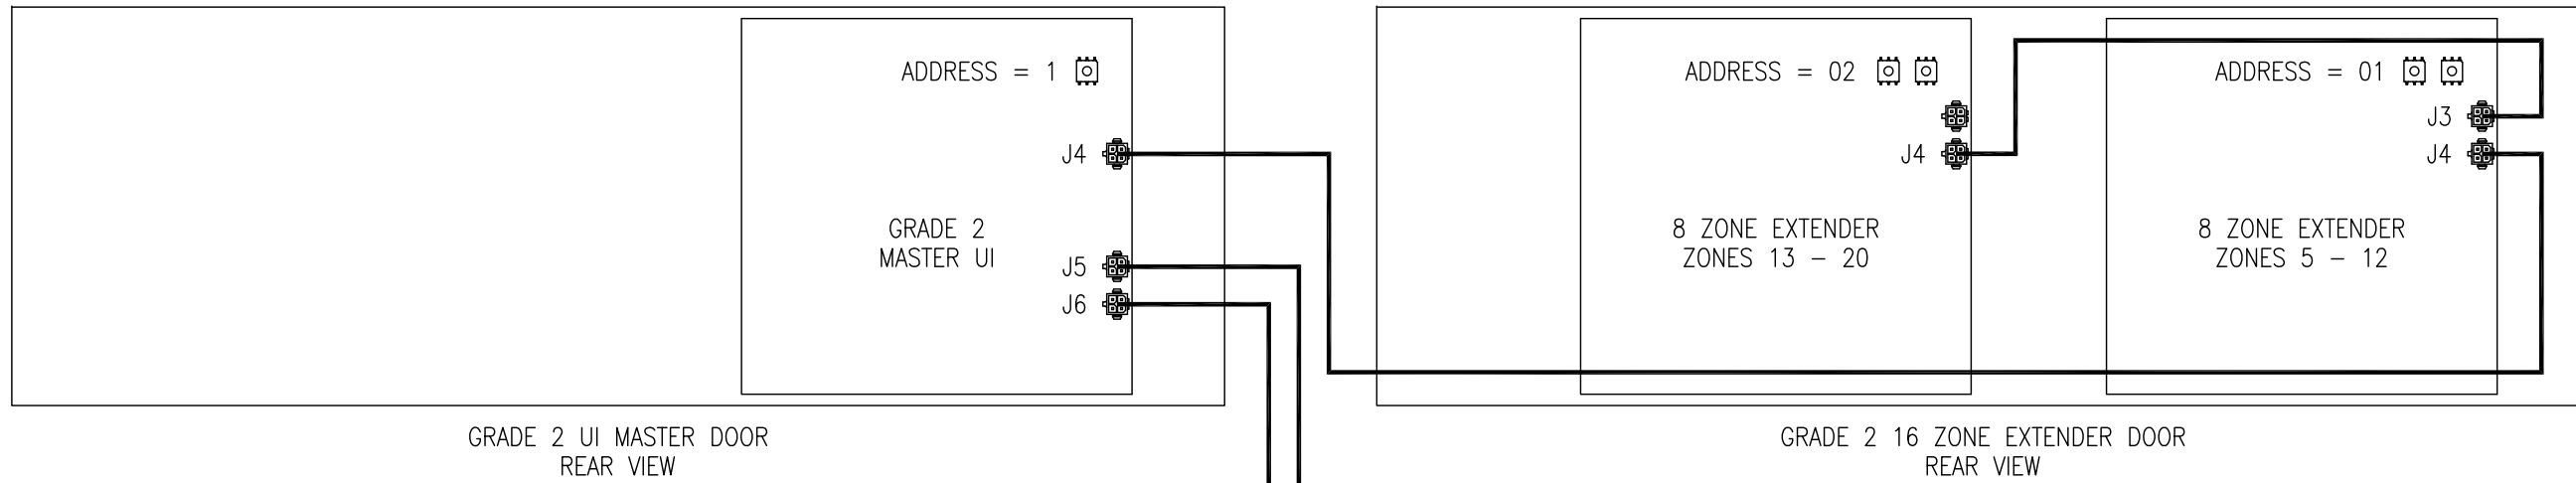 ADDRESS = 1
J4
GRADE 2
MASTER UI
J5
J6
GRADE 2 UI MASTER DOOR
REAR VIEW
ADDRESS = 02
J4
8 ZONE EXTENDER
ZONES 13 - 20
ADDRESS = 01
J3
J4
8 ZONE EXTENDER
ZONES 5 - 12
GRADE 2 16 ZONE EXTENDER DOOR
REAR VIEW